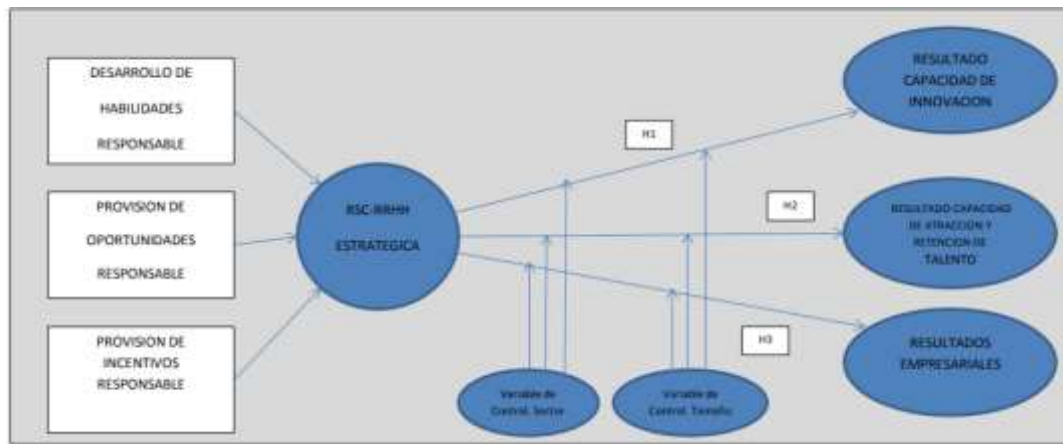 DESARROLLO DE
HABILIDADES
RESPONSABLE
PROVISION DE
OPORTUNIDADES
RESPONSABLE
PROVISION DE
INCENTIVOS
RESPONSABLE
RSC-RRHH
ESTRATEGICA
H1
H2
H3
RESULTADO
CAPACIDAD DE
INNOVACION
RESULTADO CAPACIDAD
DE ATRACCION Y
RETENCION DE
TALENTO
RESULTADOS
EMPRESARIALES
Variable de
Control. Sector
Variable de
Control. Tamaño